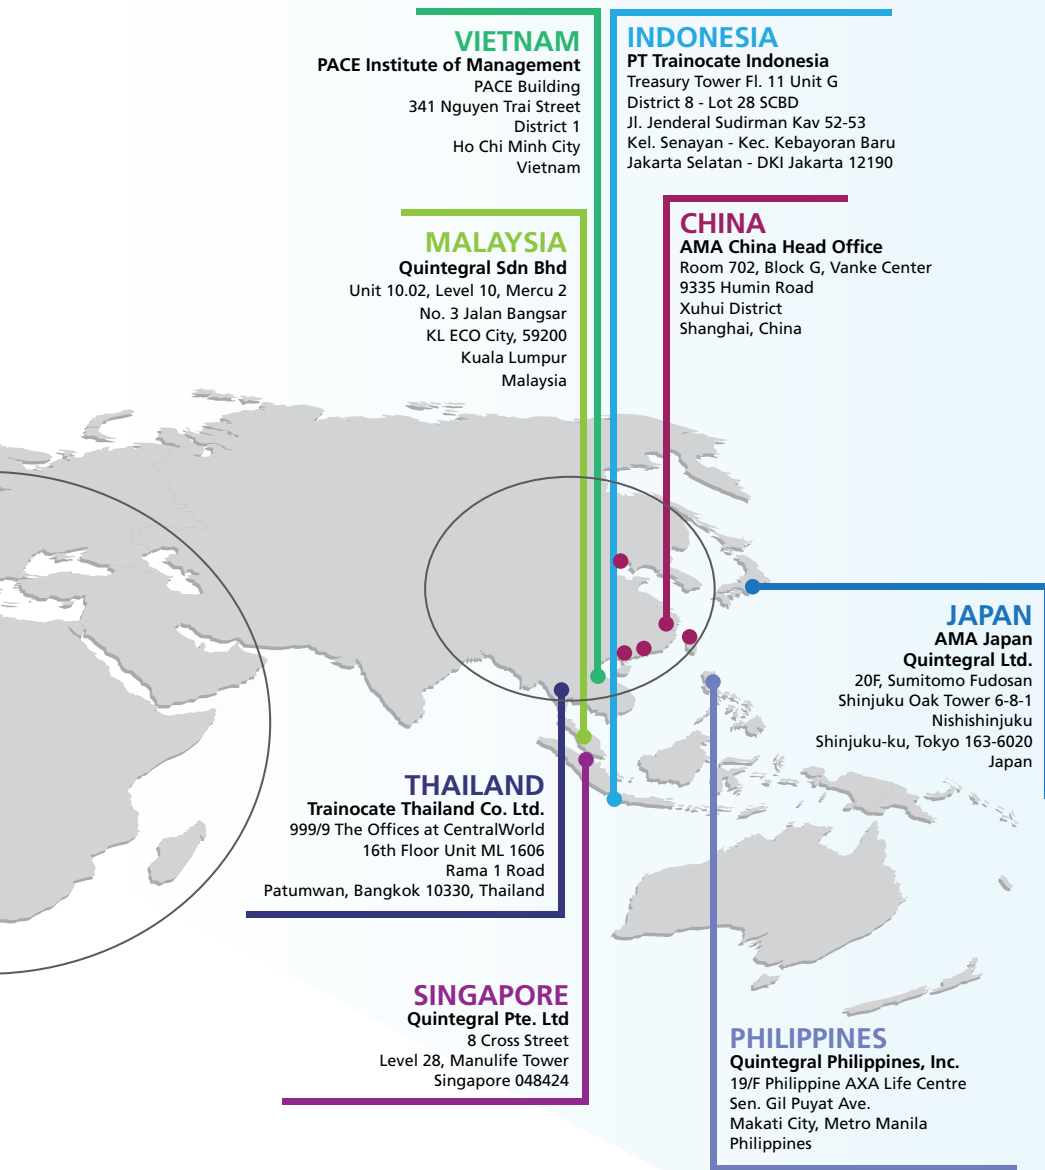 VIETNAM
PACE Institute of Management
PACE Building
341 Nguyen Trai Street
District 1
Ho Chi Minh City
Vietnam
INDONESIA
PT Trainocate Indonesia
Treasury Tower Fl. 11 Unit G
District 8 - Lot 28 SCBD
Jl. Jenderal Sudirman Kav 52-53
Kel. Senayan - Kec. Kebayoran Baru
Jakarta Selatan - DKI Jakarta 12190
MALAYSIA
Quintegral Sdn Bhd
Unit 10.02, Level 10, Mercu 2
No. 3 Jalan Bangsar
KL ECO City, 59200
Kuala Lumpur
Malaysia
CHINA
AMA China Head Office
Room 702, Block G, Vanke Center
9335 Humin Road
Xuhui District
Shanghai, China
JAPAN
AMA Japan
Quintegral Ltd.
20F, Sumitomo Fudosan
Shinjuku Oak Tower 6-8-1
Nishishinjuku
Shinjuku-ku, Tokyo 163-6020
Japan
THAILAND
Trainocate Thailand Co. Ltd.
999/9 The Offices at CentralWorld
16th Floor Unit ML 1606
Rama 1 Road
Patumwan, Bangkok 10330, Thailand
SINGAPORE
Quintegral Pte. Ltd
8 Cross Street
Level 28, Manulife Tower
Singapore 048424
PHILIPPINES
Quintegral Philippines, Inc.
19/F Philippine AXA Life Centre
Sen. Gil Puyat Ave.
Makati City, Metro Manila
Philippines